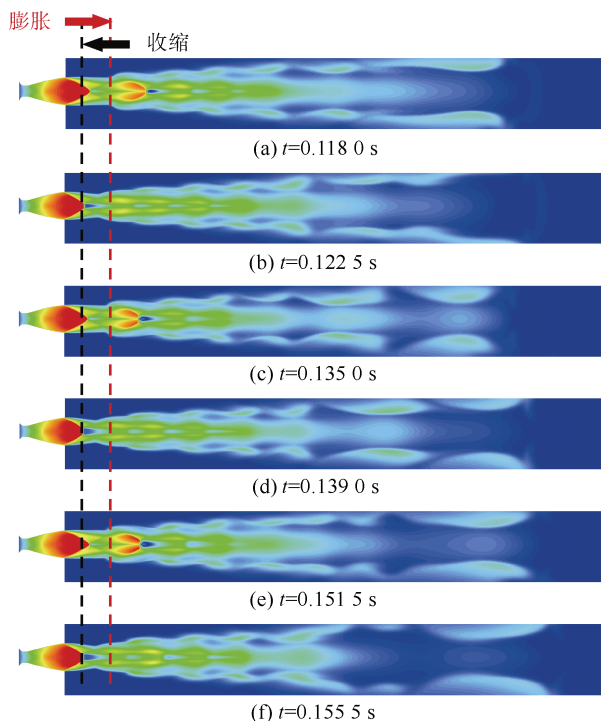 膨胀
收缩
(a) t=0.118 0 s
(b) t=0.122 5 s
(c) t=0.135 0 s
(d) t=0.139 0 s
(e) t=0.151 5 s
(f) t=0.155 5 s